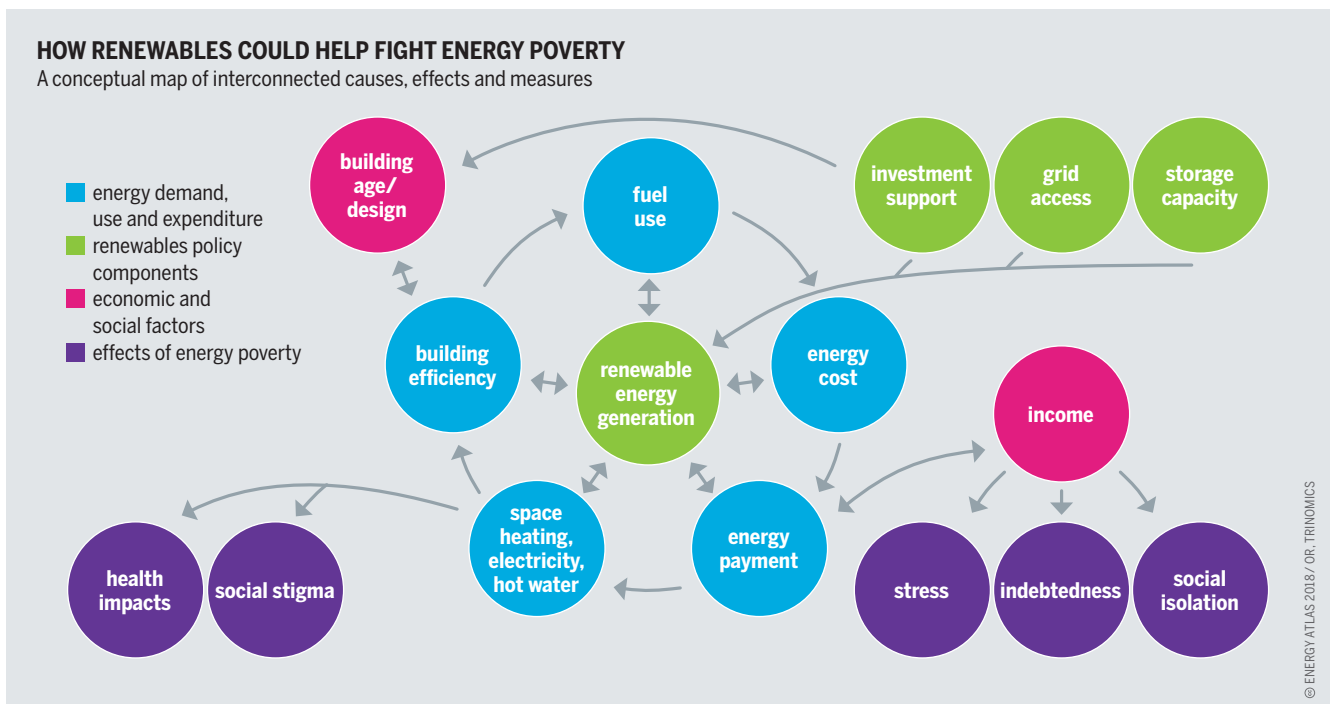 HOW RENEWABLES COULD HELP FIGHT ENERGY POVERTY
A conceptual map of interconnected causes, effects and measures
energy demand,
use and expenditure
renewables policy
components
economic and
social factors
effects of energy poverty
building
age/
design
fuel
use
investment
support
grid
access
storage
capacity
building
efficiency
renewable
energy
generation
energy
cost
income
health
impacts
social stigma
space
heating,
electricity,
hot water
energy
payment
stress
indebtedness
social
isolation
ENERGY ATLAS 2018 / OR, TRINOMICS